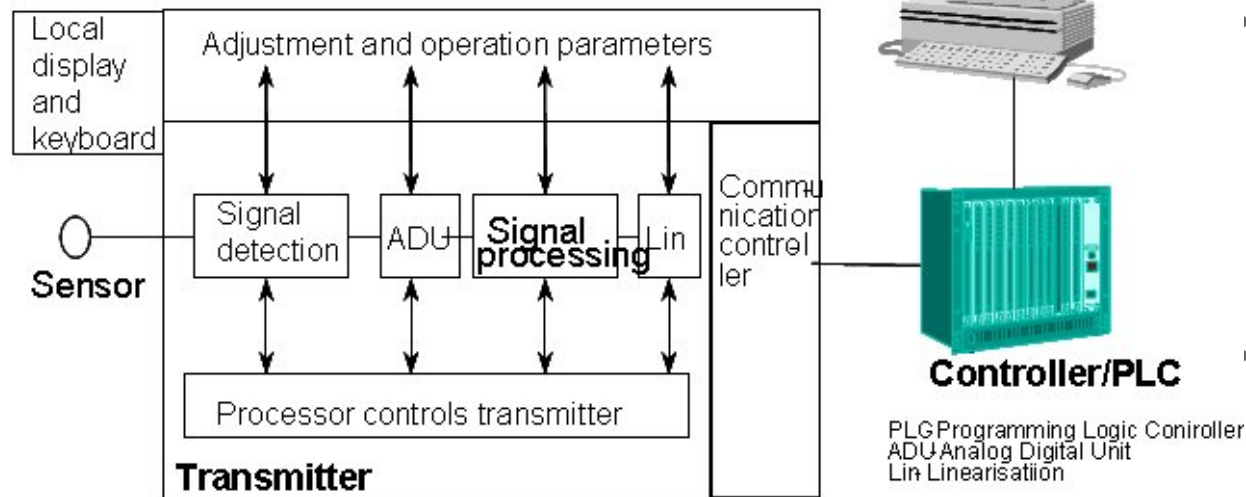 Local
display
and
keyboard
Adjustment and operation parameters
Sensor
Signal
detection
ADU
Signal
processing
Lin
Commu
nication
control
ler
Processor controls transmitter
Transmitter
Controller/PLC
PLG Programming Logic Coniroller
ADU Analog Digital Unit
Lin Linearisatiion